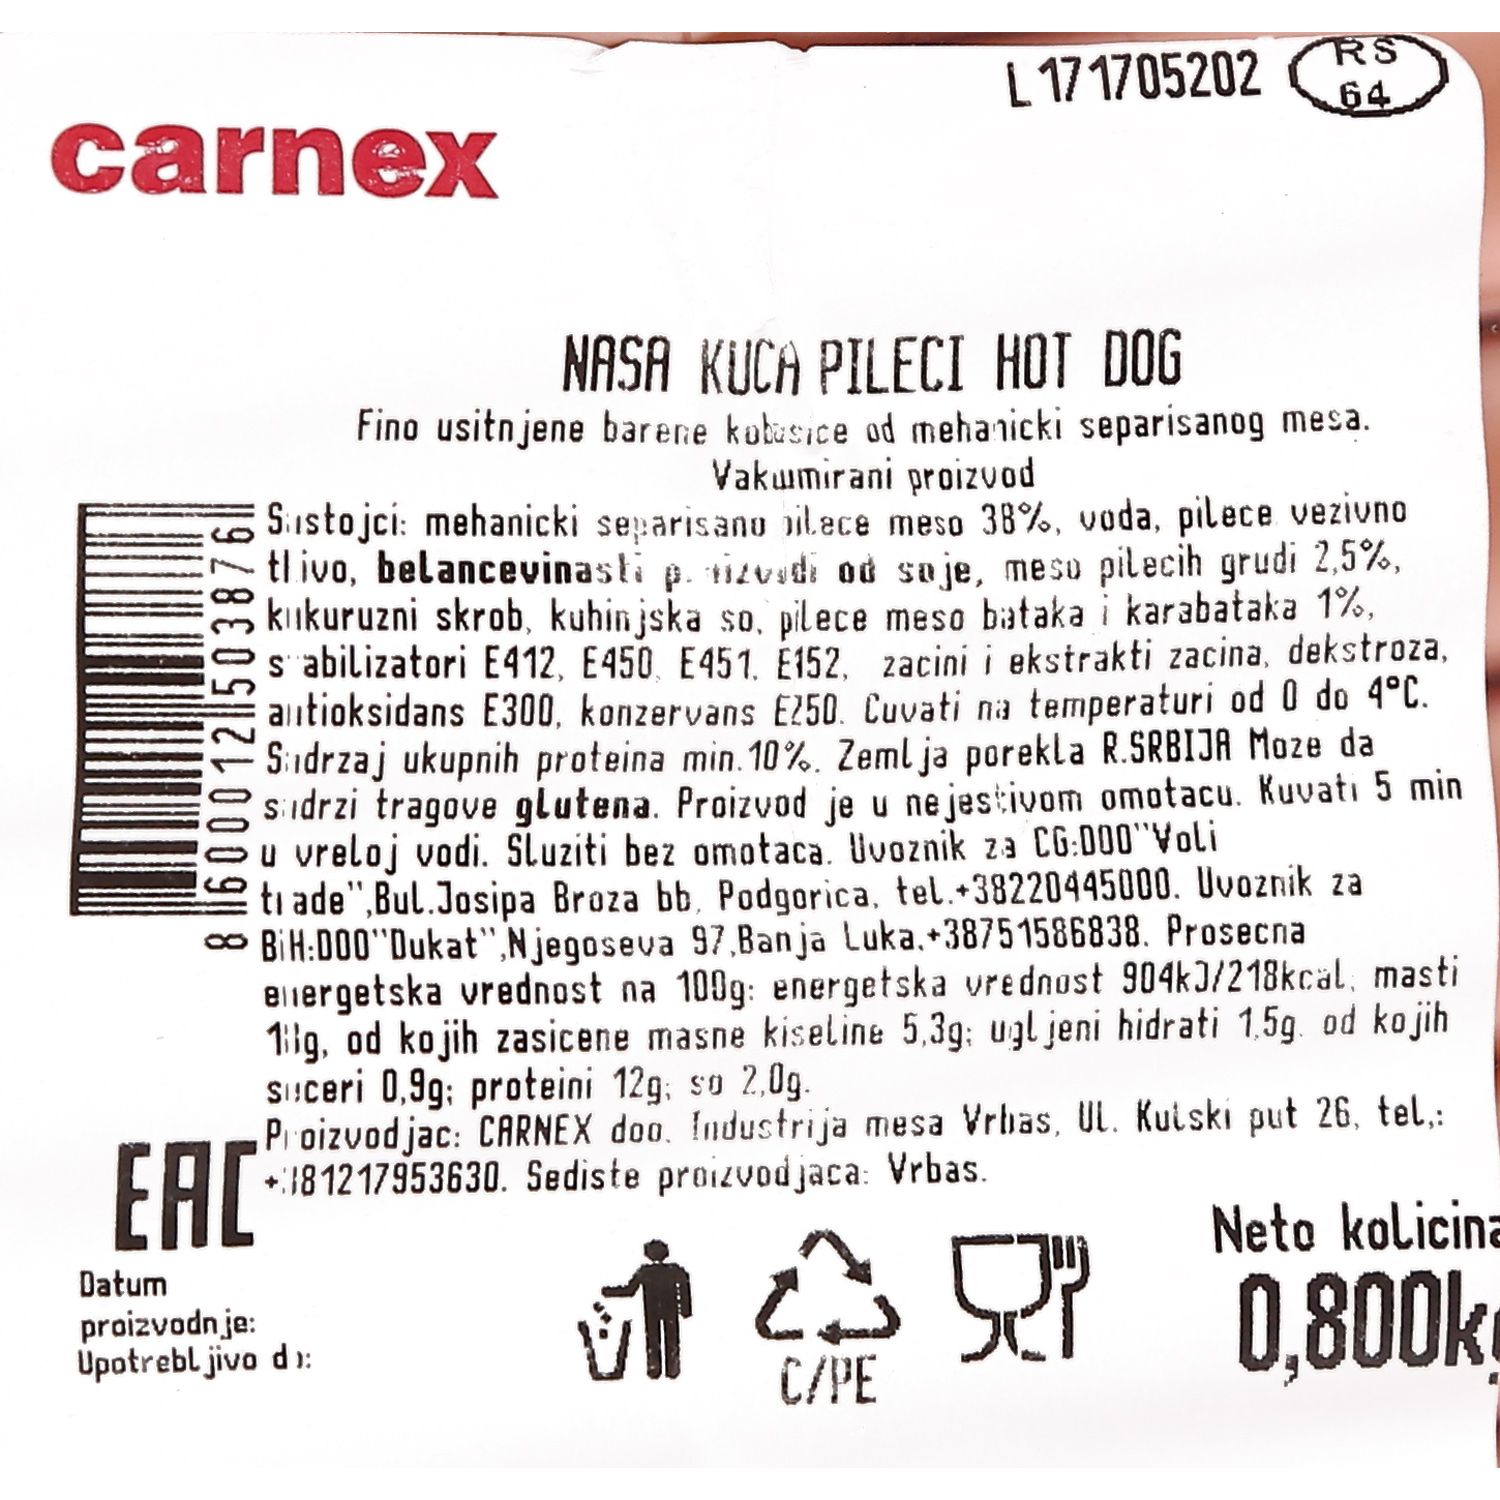 L171705202
RS
64
carnex
NASA KUCA PILECI HOT DOG
Fino usitnjene barene kobasice od mehanicki separisanog mesa.
Vakuumirani proizvod
Sastojci: mehanicki separisano pilece meso 38%, voda, pilece vezivno
tkivo, belancevinasti proizvodi od soje, meso pilecih grudi 2,5%,
kukuruzni skrob, kuhinjska so, pilece meso bataka i karabataka 1%,
stabilizatori E412, E450, E451, E152, zacini i ekstrakti zacina, dekstroza,
antioksidans E300, konzervans E250. Cuvati na temperaturi od 0 do 4°C.
Sadrzaj ukupnih proteina min.10%. Zemlja porekla R.SRBIJA Moze da
sadrzi tragove glutena. Proizvod je u nejestivom omotacu. Kuvati 5 min
u vreloj vodi. Sluziti bez omotaca. Uvoznik za CG:DOO"Voli
trade",Bul.Josipa Broza bb, Podgorica, tel.+38220445000. Uvoznik za
BiH:DOO"Dukat",Njegoseva 97,Banja Luka,+38751586838. Prosecna
energetska vrednost na 100g: energetska vrednost 904kJ/218kcal; masti
od kojih zasicene masne kiseline 5,3g; ugljeni hidrati 1,5g, od kojih
seceri 0,9g; proteini 12g; so 2,0g.
Proizvodjac: CARNEX doo, Industrija mesa Vrbas, Ul. Kulski put 26, tel,:
+381217953630. Sediste proizvodjaca: Vrbas.
8600012503876
EAC
Datum
proizvodnje:
Upotrebljivo do:
C/PE
Neto kolicina
0,800kg